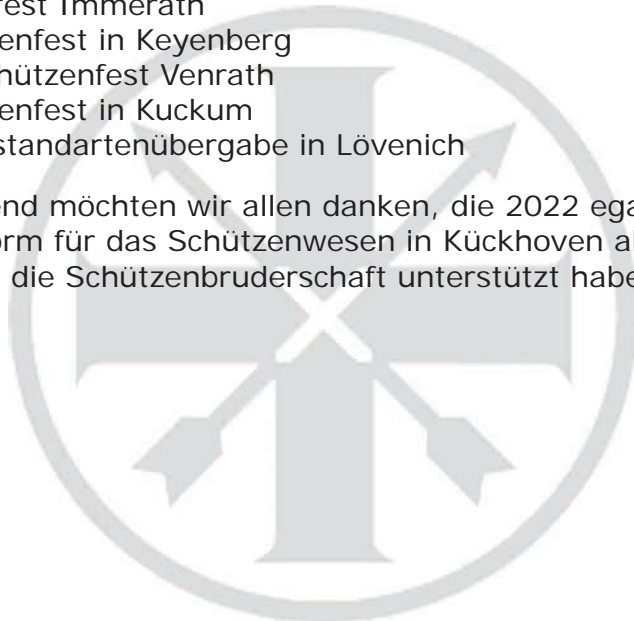 fest Immerath
enfest in Keyenberg
hützenfest Venrath
enfest in Kuckum
standartenübergabe in Lövenich
end möchten wir allen danken, die 2022 ega
orm für das Schützenwesen in Kückhoven a
die Schützenbruderschaft unterstützt habe